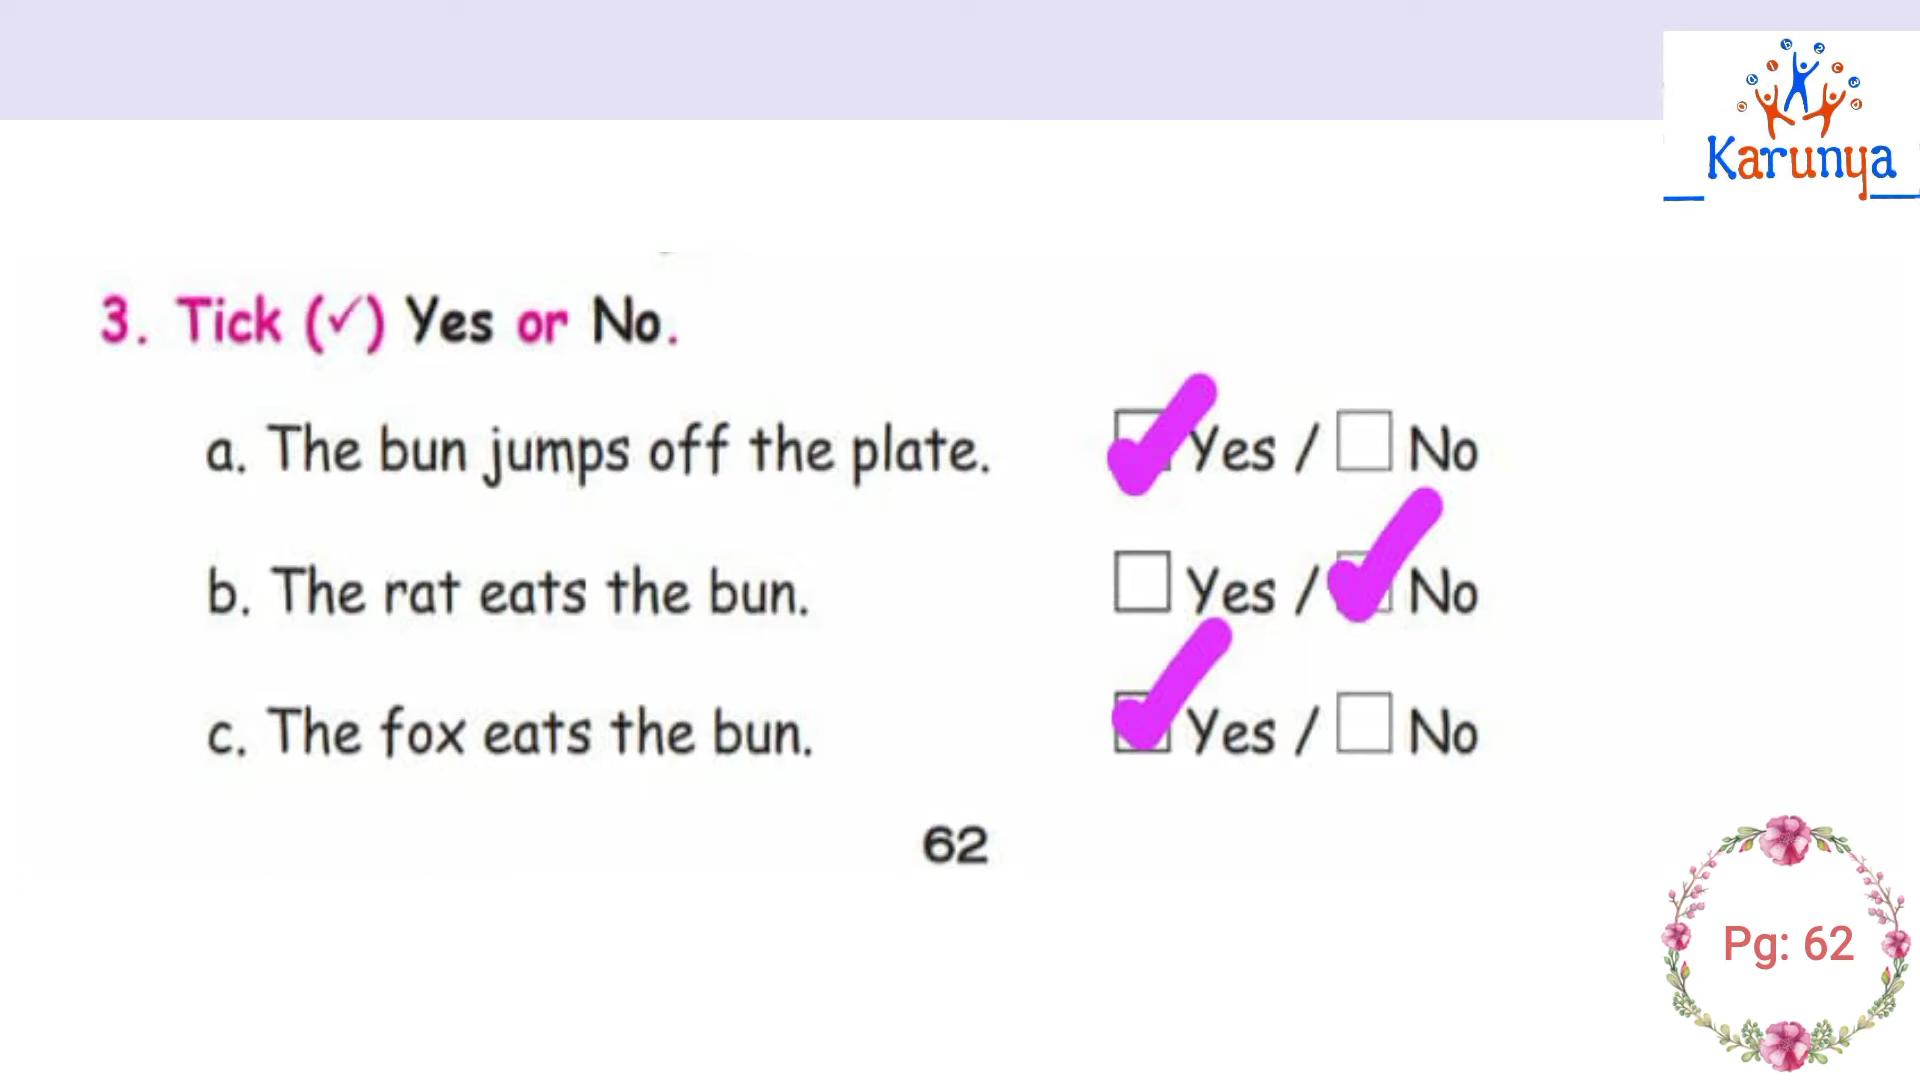 Karunya
3. Tick (✓) Yes or No.
a. The bun jumps off the plate. Yes / No
b. The rat eats the bun. Yes / No
c. The fox eats the bun. Yes / No
62
Pg: 62